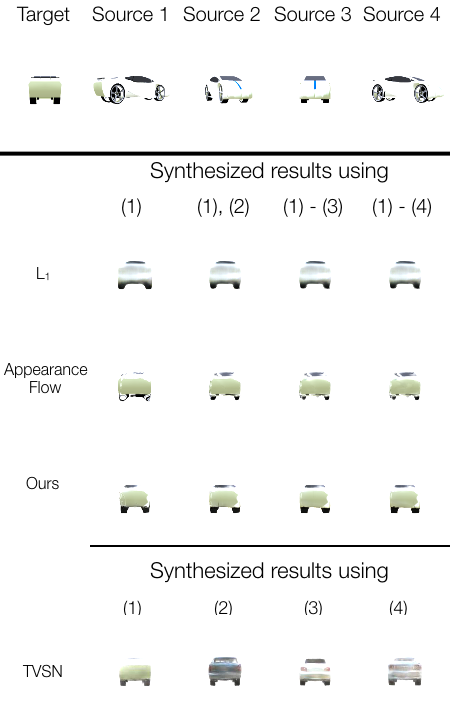 Target Source 1 Source 2 Source 3 Source 4
Synthesized results using
(1) (1), (2) (1) - (3) (1) - (4)
L₁
Appearance
Flow
Ours
Synthesized results using
(1) (2) (3) (4)
TVSN